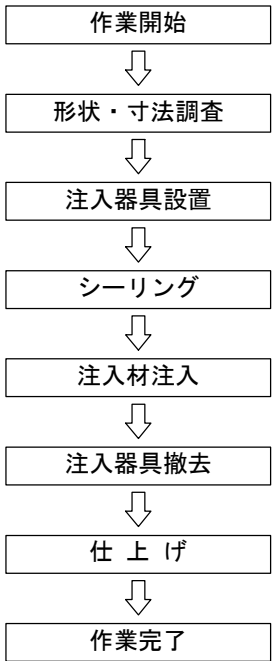 作業開始
形状・寸法調査
注入器具設置
シーリング
注入材注入
注入器具撤去
仕 上 げ
作業完了